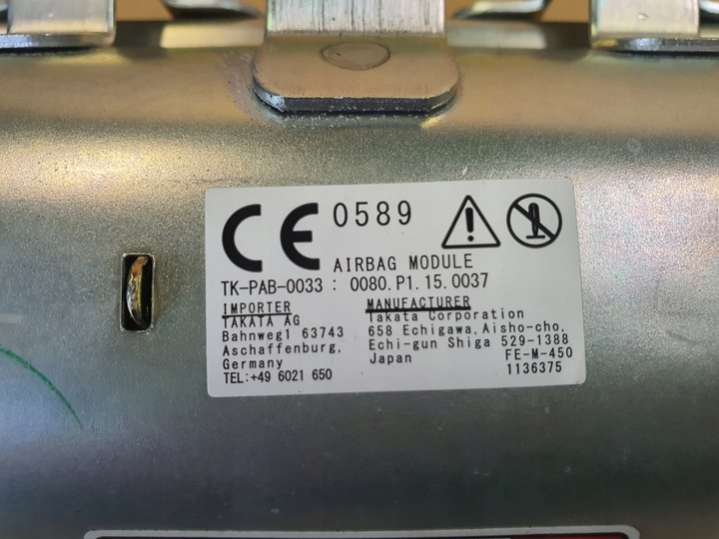 CE 0589
AIRBAG MODULE
TK-PAB-0033 : 0080.P1.15.0037
IMPORTER
TAKATA AG
Bahnweg1 63743
Aschaffenburg,
Germany
TEL:+49 6021 650
MANUFACTURER
Takata Corporation
658 Echigawa,Aisho-cho,
Echi-gun Shiga 529-1388
Japan
FE-M-450
1136375